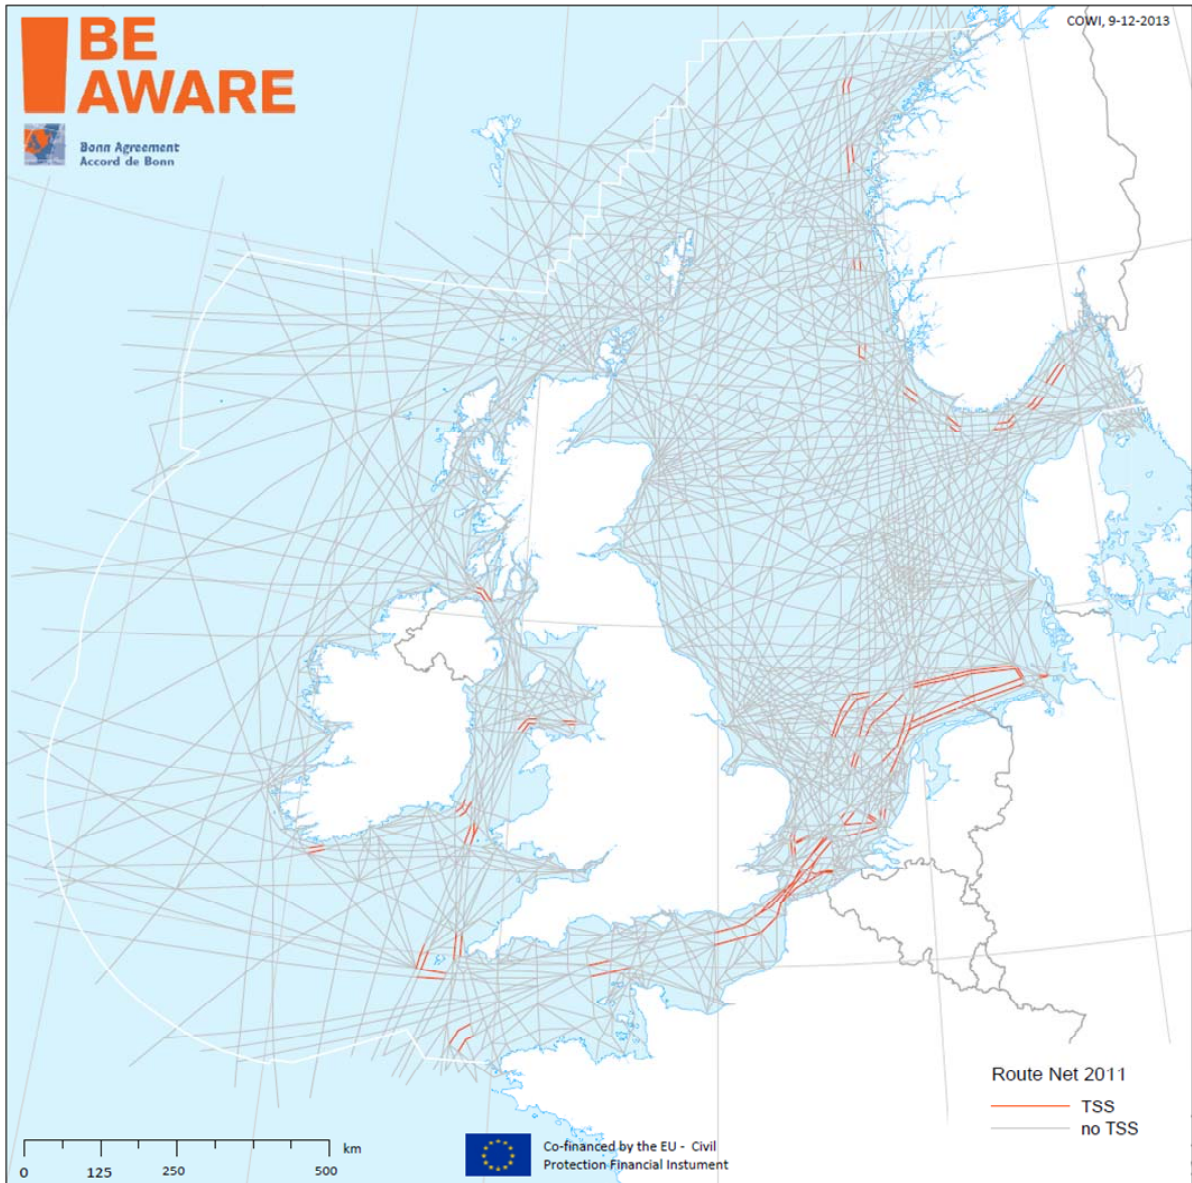 COWI, 9-12-2013
BE
AWARE
Bonn Agreement
Accord de Bonn
Route Net 2011
TSS
no TSS
km
0 125 250 500
Co-financed by the EU - Civil
Protection Financial Instument